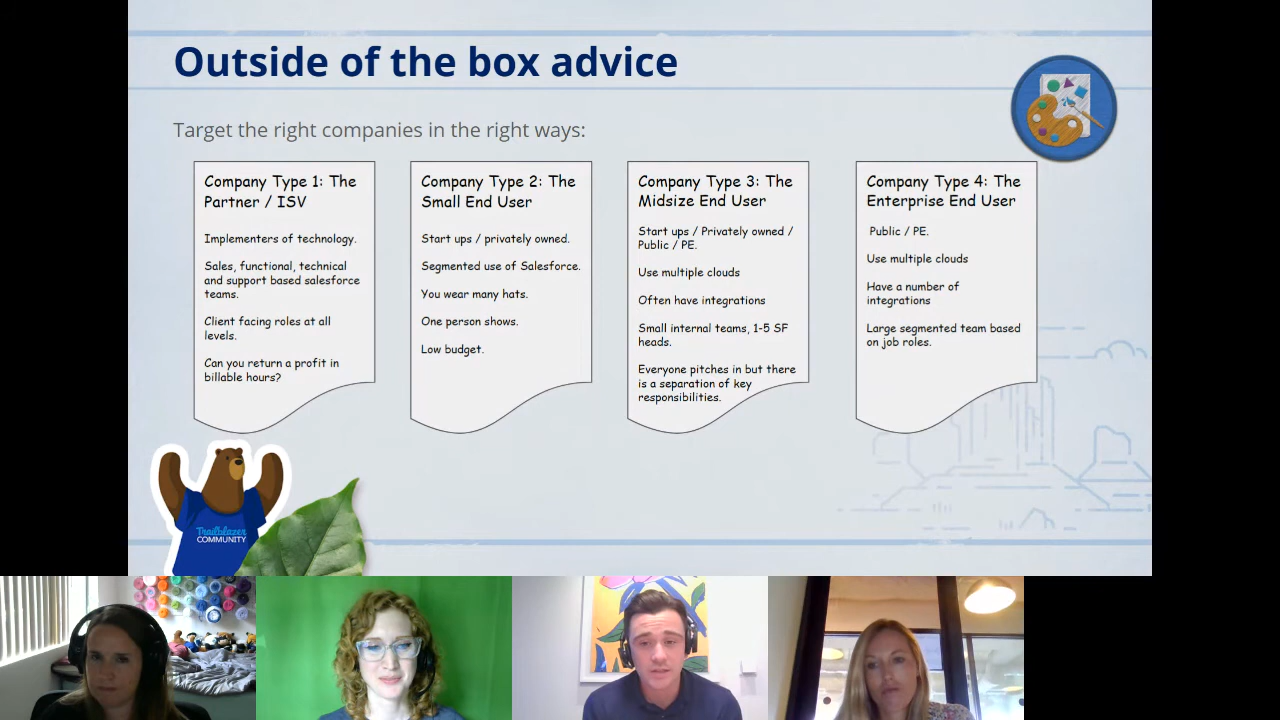 Outside of the box advice
Target the right companies in the right ways:
Company Type 1: The
Partner / ISV
Implementers of technology.
Sales, functional, technical
and support based salesforce
teams.
Client facing roles at all
levels.
Can you return a profit in
billable hours?
Company Type 2: The
Small End User
Start ups / privately owned.
Segmented use of Salesforce.
You wear many hats.
One person shows.
Low budget.
Company Type 3: The
Midsize End User
Start ups / Privately owned /
Public / PE.
Use multiple clouds
Often have integrations
Small internal teams, 1-5 SF
heads.
Everyone pitches in but there
is a separation of key
responsibilities.
Company Type 4: The
Enterprise End User
Public / PE.
Use multiple clouds
Have a number of
integrations
Large segmented team based
on job roles.
Trailblazer
COMMUNITY